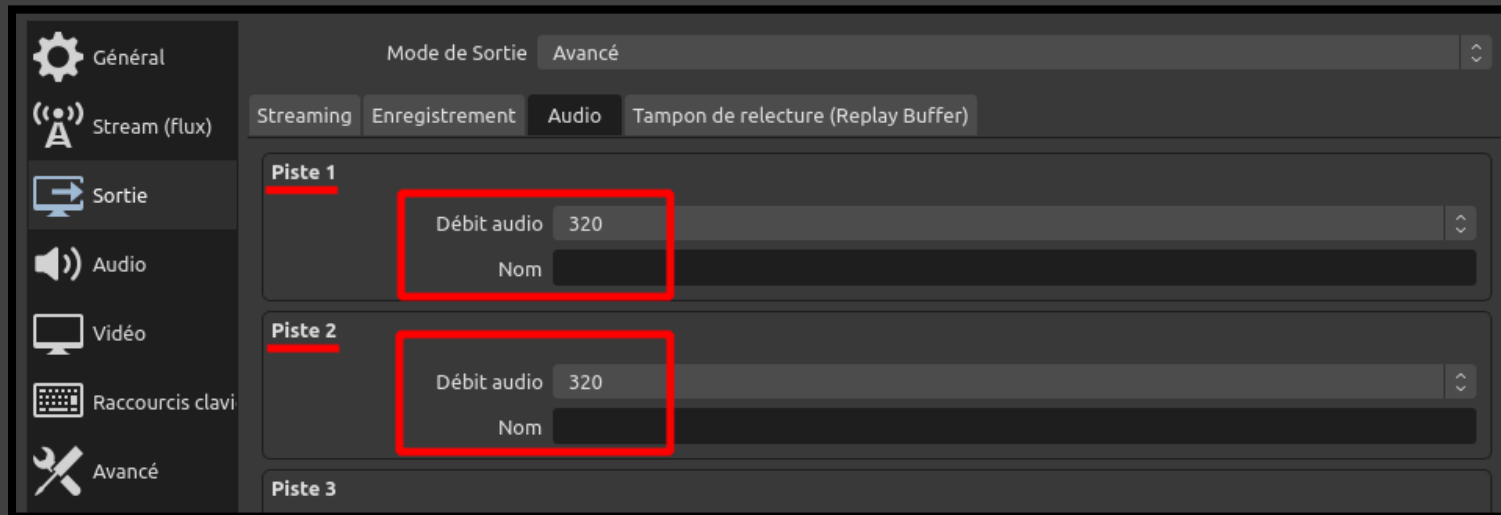 Général
Stream (flux)
Sortie
Audio
Vidéo
Raccourcis clavi
Avancé
Mode de Sortie Avancé
Streaming Enregistrement Audio Tampon de relecture (Replay Buffer)
Piste 1
Débit audio 320
Nom
Piste 2
Débit audio 320
Nom
Piste 3